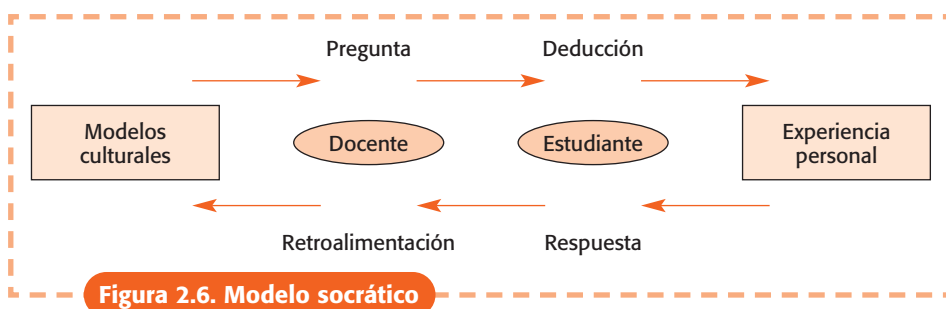 Pregunta
Deducción
Modelos
culturales
Docente
Estudiante
Experiencia
personal
Retroalimentación
Respuesta
Figura 2.6. Modelo socrático